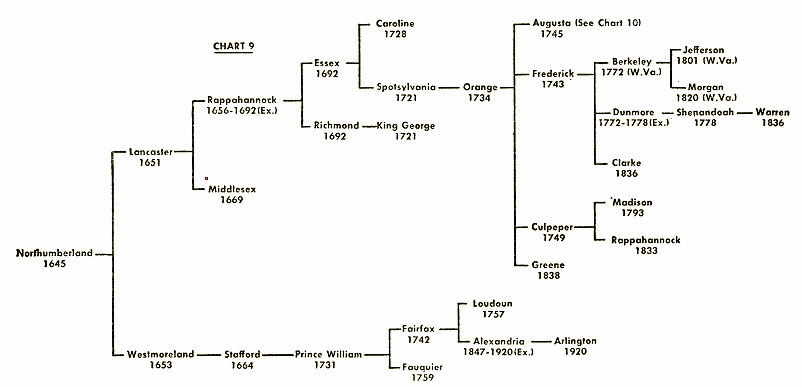 CHART 9
Caroline
1728
Augusta (See Chart 10)
1745
Essex
1692
Spotsylvania
1721
Orange
1734
Frederick
1743
Berkeley
1772 (W.Va.)
Jefferson
1801 (W.Va.)
Morgan
1820 (W.Va.)
Rappahannock
1656-1692(Ex.)
Richmond
1692
King George
1721
Dunmore
1772-1778(Ex.)
Shenandoah
1778
Warren
1836
Lancaster
1651
Clarke
1836
Middlesex
1669
Madison
1793
Culpeper
1749
Rappahannock
1833
Northumberland
1645
Greene
1838
Loudoun
1757
Fairfax
1742
Alexandria
1847-1920(Ex.)
Arlington
1920
Westmoreland
1653
Stafford
1664
Prince William
1731
Fauquier
1759